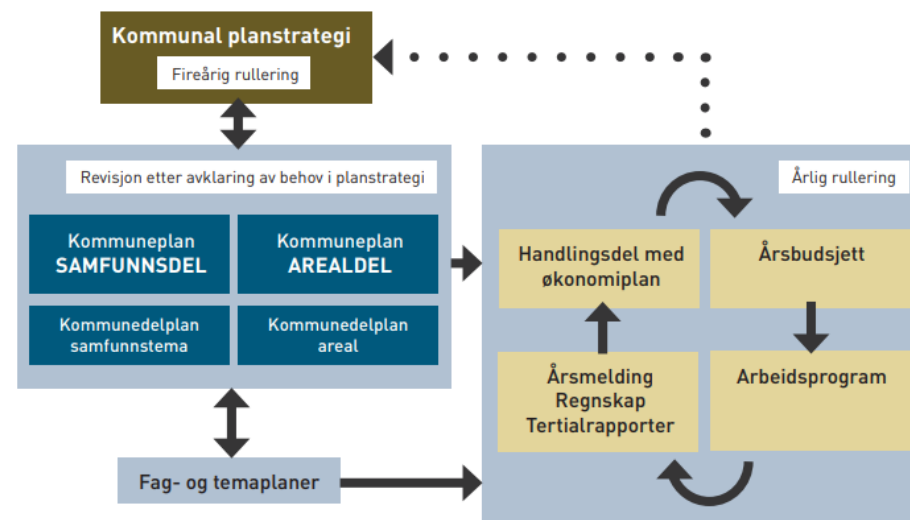 Kommunal planstrategi
Fireårig rullering
Revisjon etter avklaring av behov i planstrategi
Kommuneplan
SAMFUNNSDEL
Kommuneplan
AREALDEL
Kommunedelplan
samfunnstema
Kommunedelplan
areal
Fag- og temaplaner
Årlig rullering
Handlingsdel med
økonomiplan
Årsbudsjett
Årsmelding
Regnskap
Tertialrapporter
Arbeidsprogram